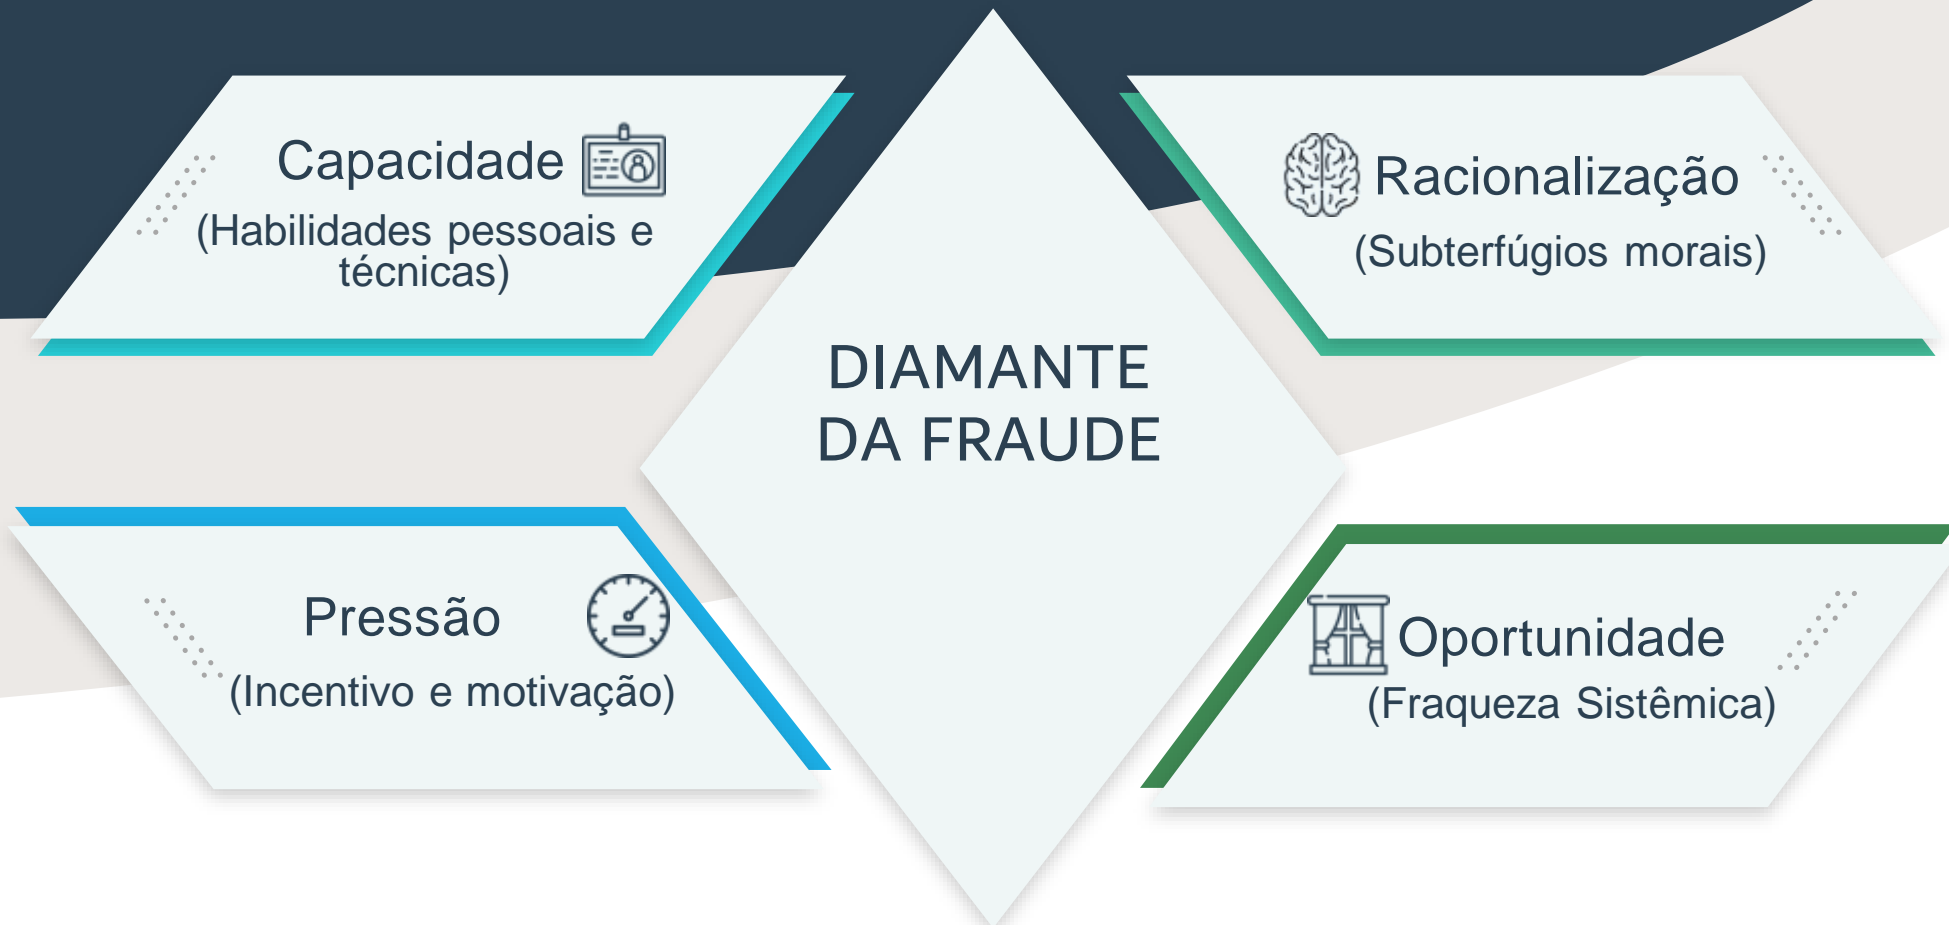 Capacidade
(Habilidades pessoais e
técnicas)
Racionalização
(Subterfúgios morais)
DIAMANTE
DA FRAUDE
Pressão
(Incentivo e motivação)
Oportunidade
(Fraqueza Sistêmica)